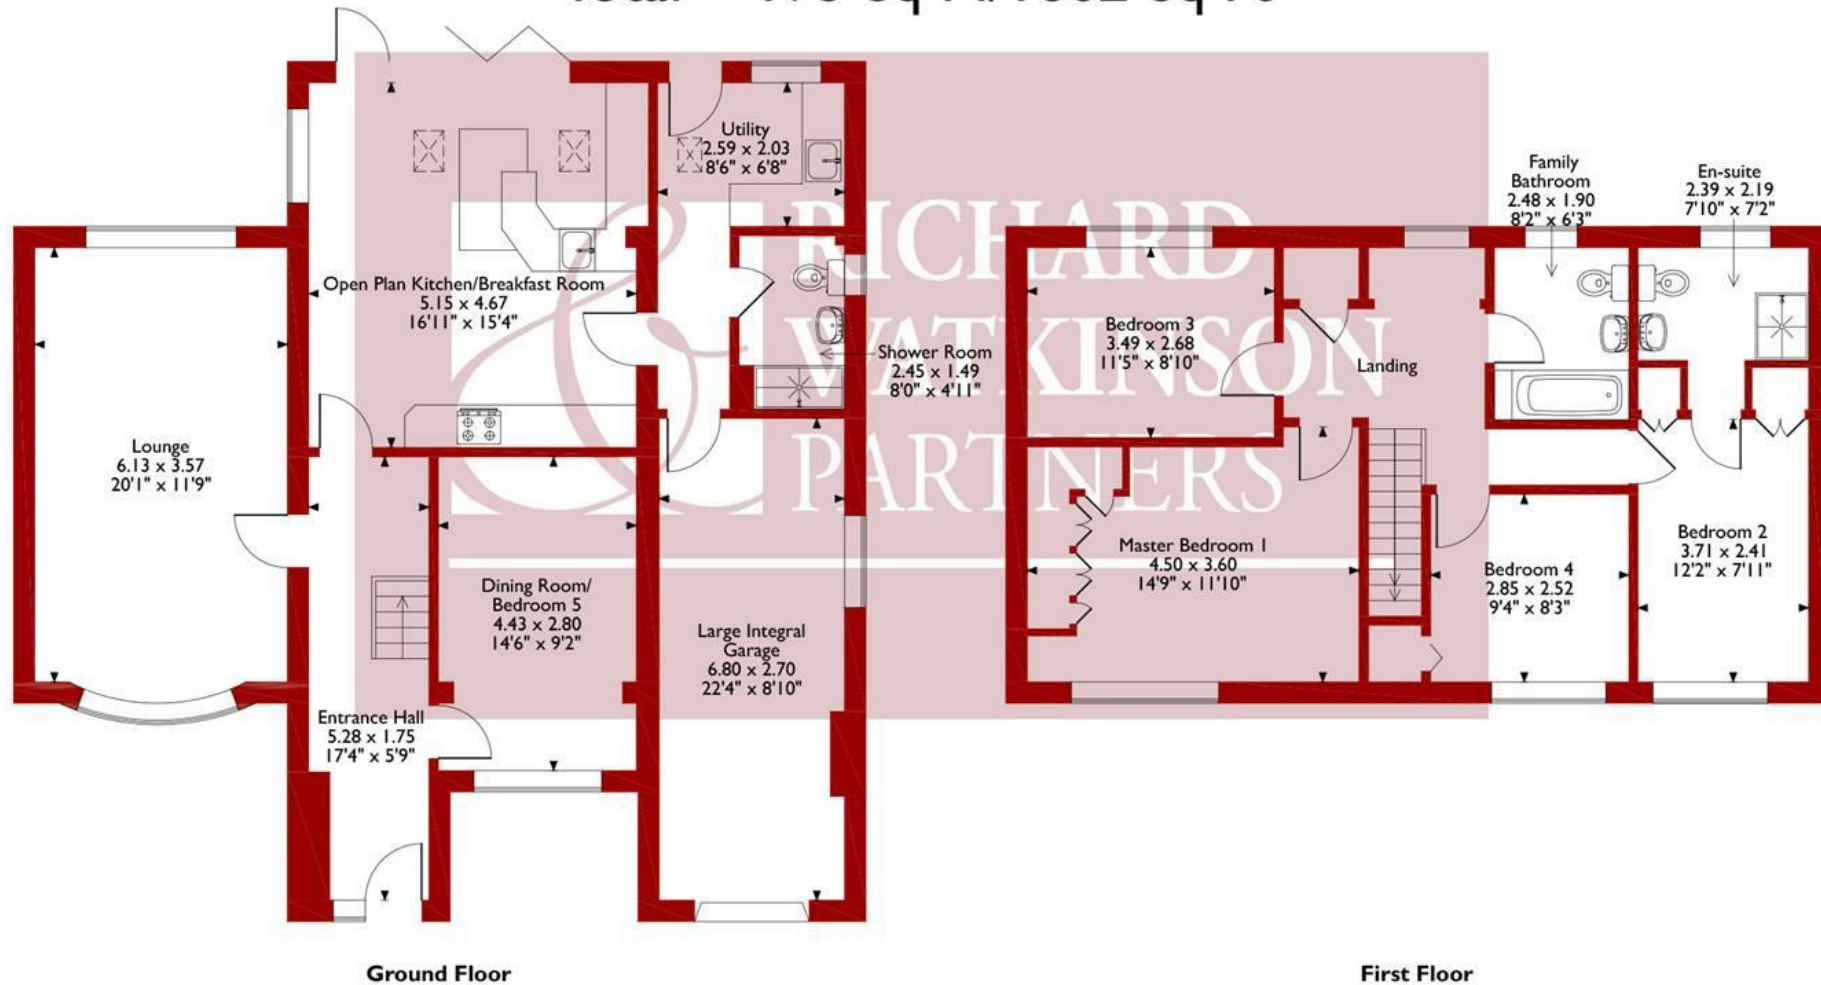 Utility
2.59 x 2.03
8'6" x 6'8"
Open Plan Kitchen/Breakfast Room
5.15 x 4.67
16'11" x 15'4"
Shower Room
2.45 x 1.49
8'0" x 4'11"
Lounge
6.13 x 3.57
20'1" x 11'9"
Dining Room/
Bedroom 5
4.43 x 2.80
14'6" x 9'2"
Large Integral
Garage
6.80 x 2.70
22'4" x 8'10"
Entrance Hall
5.28 x 1.75
17'4" x 5'9"
Ground Floor
Family
Bathroom
2.48 x 1.90
8'2" x 6'3"
En-suite
2.39 x 2.19
7'10" x 7'2"
Bedroom 3
3.49 x 2.68
11'5" x 8'10"
Landing
Master Bedroom 1
4.50 x 3.60
14'9" x 11'10"
Bedroom 4
2.85 x 2.52
9'4" x 8'3"
Bedroom 2
3.71 x 2.41
12'2" x 7'11"
First Floor
&
RICHARD
WATKINSON
PARTNERS